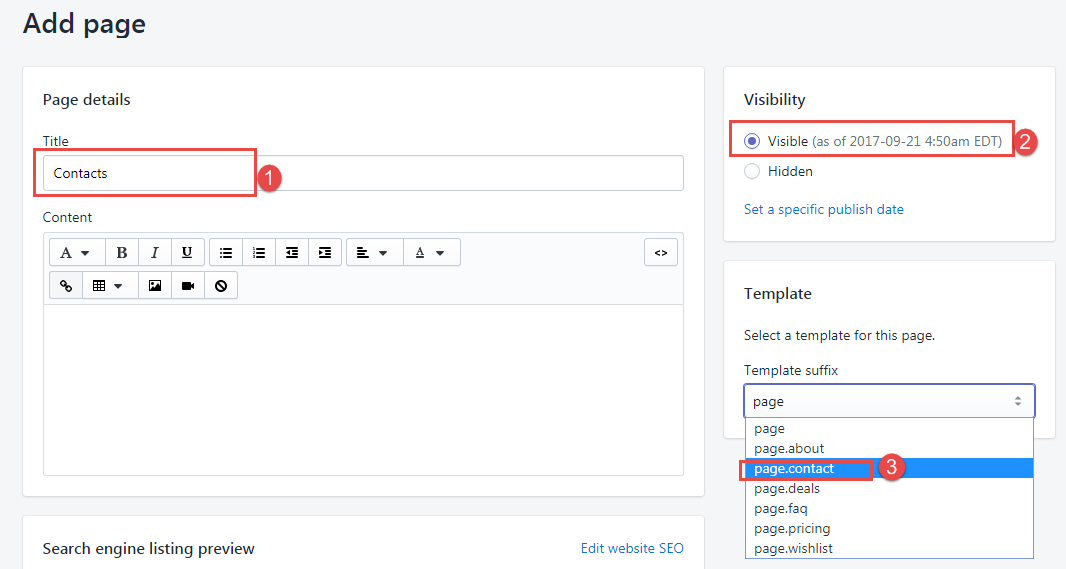 Add page
Page details
Title
Contacts
1
Content
A
B I U
A
<>
Visibility
Visible (as of 2017-09-21 4:50am EDT)
2
Hidden
Set a specific publish date
Template
Select a template for this page.
Template suffix
page
page
page.about
page.contact
3
page.deals
page.faq
page.pricing
page.wishlist
Search engine listing preview
Edit website SEO